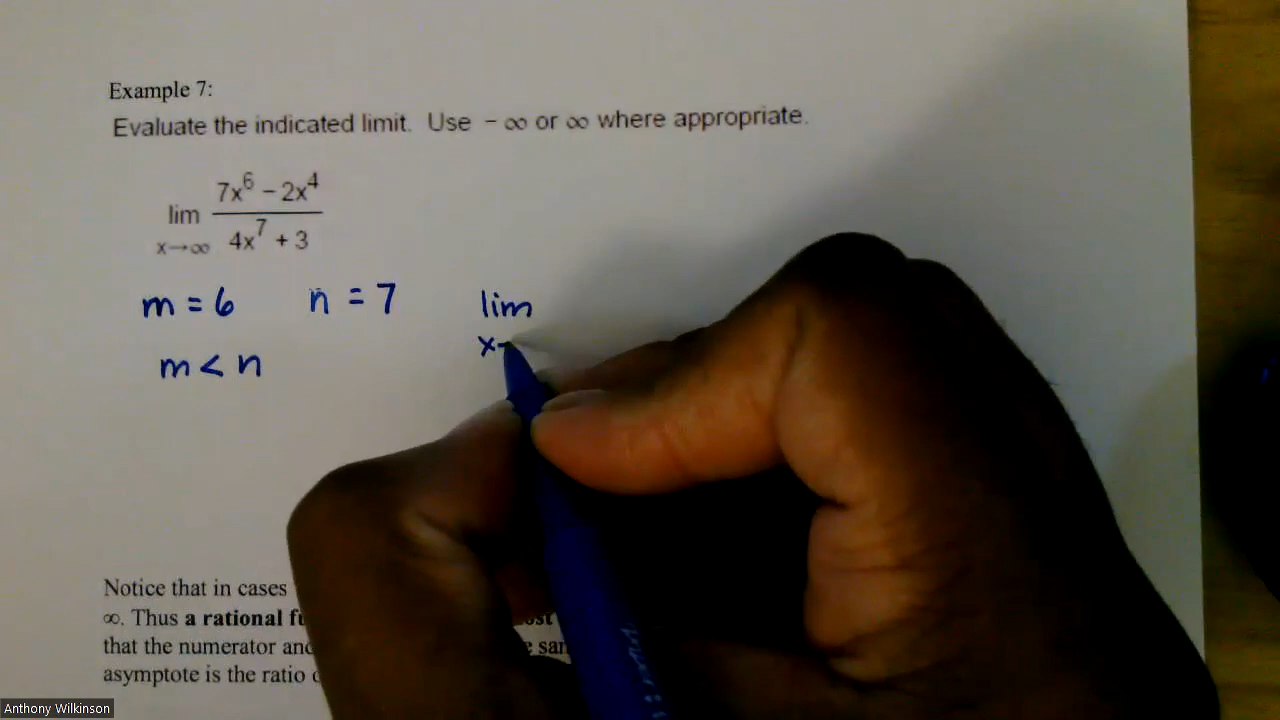 Example 7:
Evaluate the indicated limit. Use - ∞ or ∞ where appropriate.
lim x→∞ (7x^6 - 2x^4)/(4x^7 + 3)
m = 6 n = 7 lim
m < n x-
Notice that in cases
∞. Thus a rational
that the numerator
asymptote is the ratio
Anthony Wilkinson